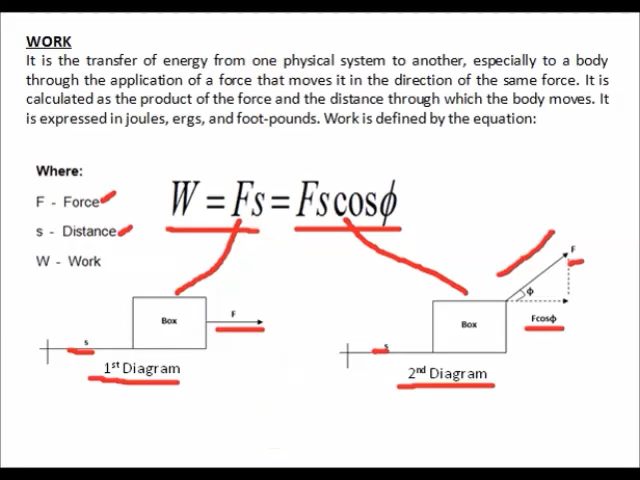 WORK
It is the transfer of energy from one physical system to another, especially to a body
through the application of a force that moves it in the direction of the same force. It is
calculated as the product of the force and the distance through which the body moves. It
is expressed in joules, ergs, and foot-pounds. Work is defined by the equation:
Where:
F - Force
s - Distance
W - Work
W = Fs = Fs cosϕ
s
Box
F
1st Diagram
s
Box
F
ϕ
Fcosϕ
2nd Diagram